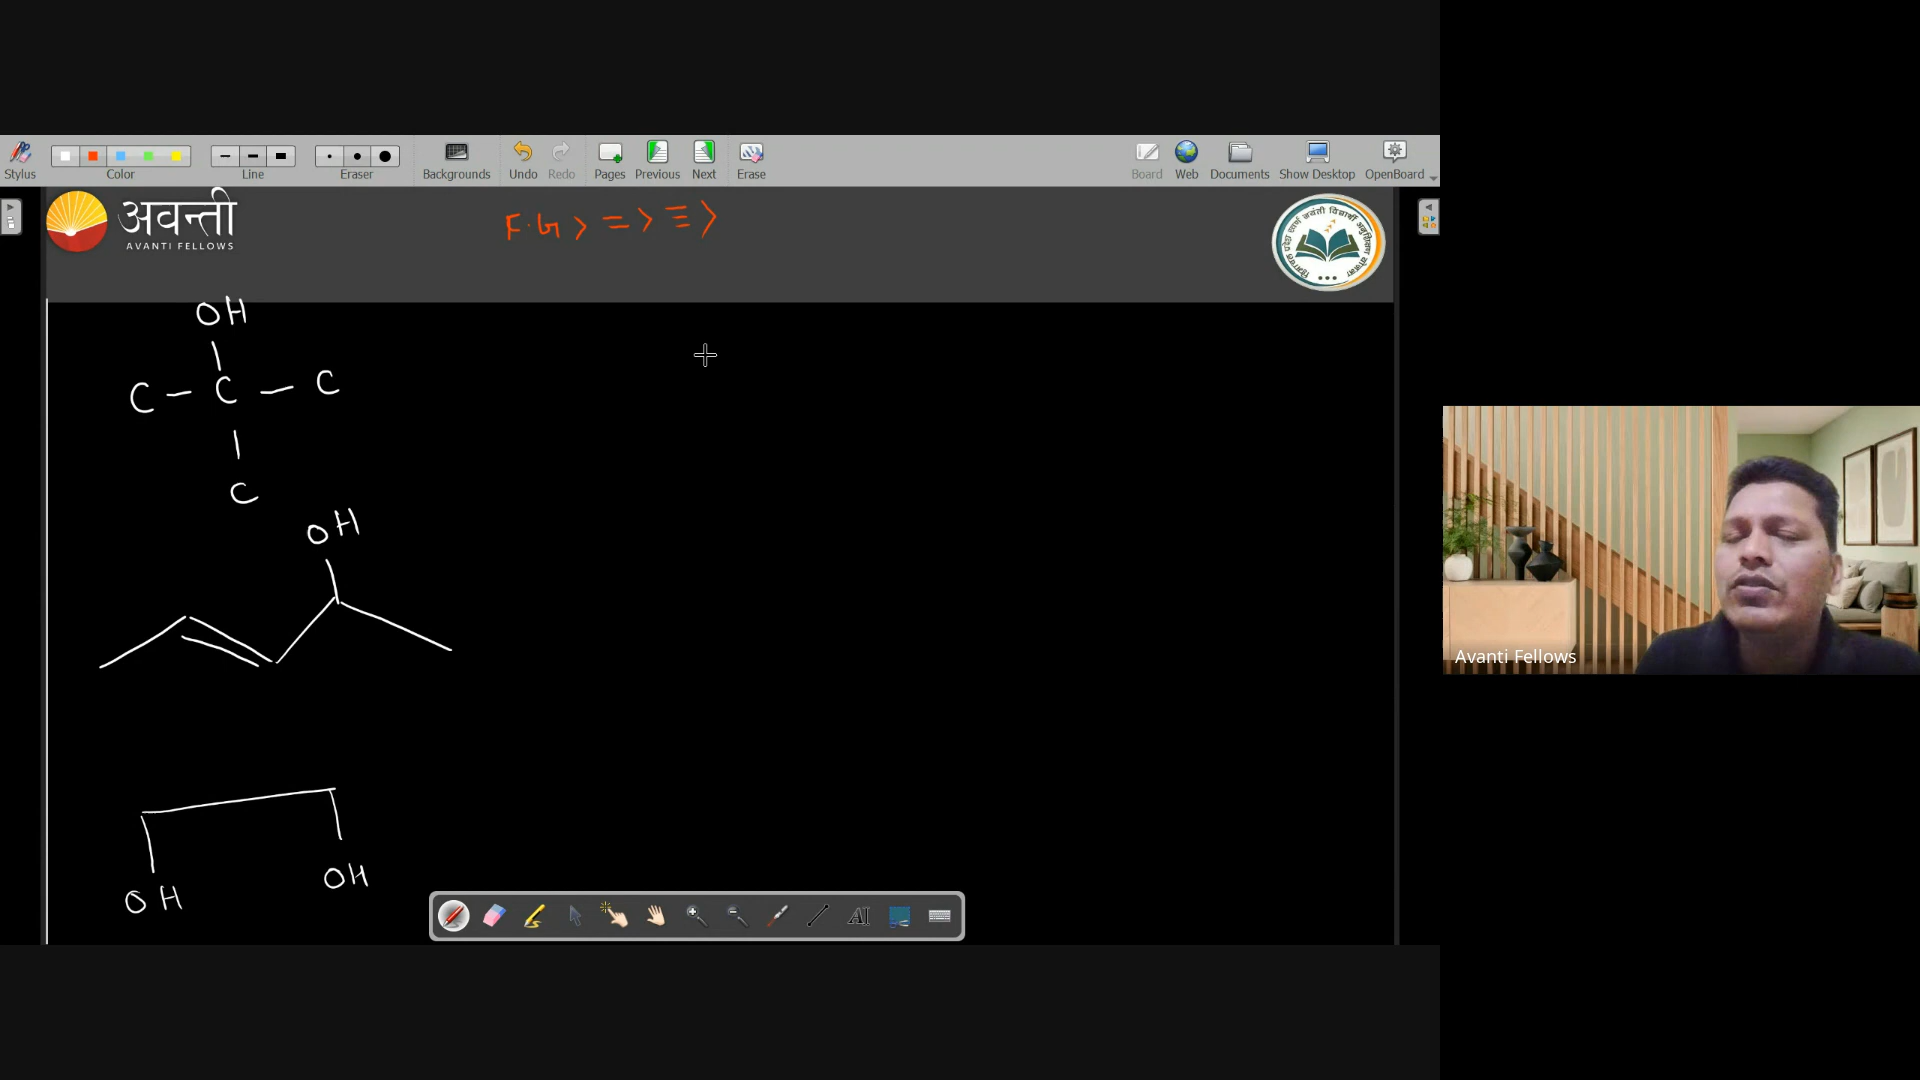 Stylus Color Line Eraser Backgrounds Undo Redo Pages Previous Next Erase Board Web Documents Show Desktop OpenBoard
अवन्ती
AVANTI FELLOWS
F.G > = > ≡ >
OH
C - C - C
C
OH
OH
OH
Avanti Fellows